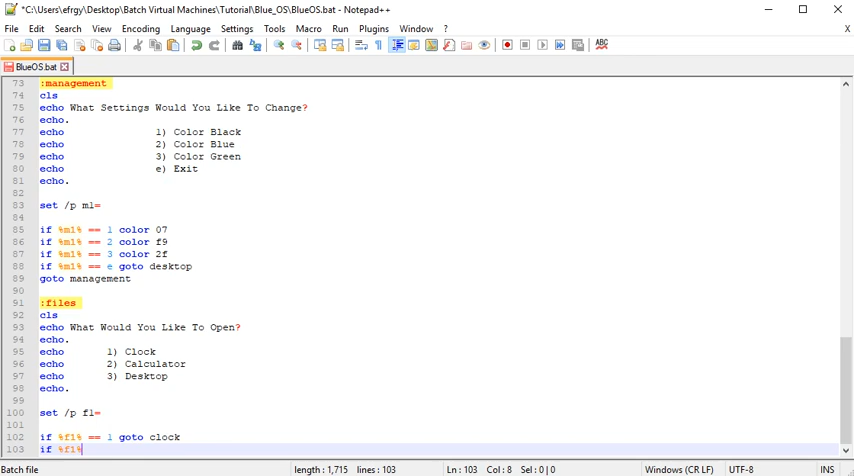 *C:\Users\efrgy\Desktop\Batch Virtual Machines\Tutorial\Blue_OS\BlueOS.bat - Notepad++
File Edit Search View Encoding Language Settings Tools Macro Run Plugins Window ? X
ABC
BlueOS.bat
73 :management
74 cls
75 echo What Settings Would You Like To Change?
76 echo.
77 echo 1) Color Black
78 echo 2) Color Blue
79 echo 3) Color Green
80 echo e) Exit
81 echo.
82
83 set /p m1=
84
85 if %m1% == 1 color 07
86 if %m1% == 2 color f9
87 if %m1% == 3 color 2f
88 if %m1% == e goto desktop
89 goto management
90
91 :files
92 cls
93 echo What Would You Like To Open?
94 echo.
95 echo 1) Clock
96 echo 2) Calculator
97 echo 3) Desktop
98 echo.
99
100 set /p f1=
101
102 if %f1% == 1 goto clock
103 if %f1%
Batch file length : 1,715 lines : 103 Ln : 103 Col : 8 Sel : 0 | 0 Windows (CR LF) UTF-8 INS